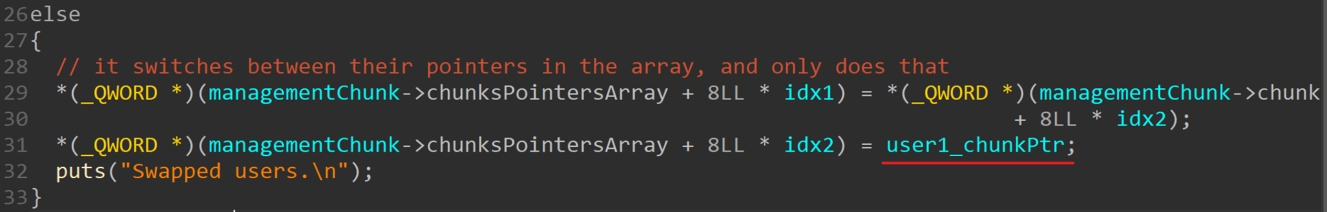 26 else
27 {
28   // it switches between their pointers in the array, and only does that
29   *(_QWORD *)(managementChunk->chunksPointersArray + 8LL * idx1) = *(_QWORD *)(managementChunk->chunk
30                                                                                 + 8LL * idx2);
31   *(_QWORD *)(managementChunk->chunksPointersArray + 8LL * idx2) = user1_chunkPtr;
32   puts("Swapped users.\n");
33 }